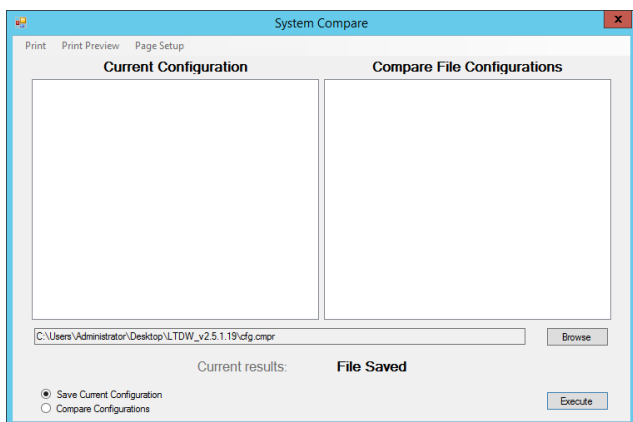 System Compare
x
Print Print Preview Page Setup
Current Configuration Compare File Configurations
C:\Users\Administrator\Desktop\LTDW_v2.5.1.19\cfg.cmpr Browse
Current results: File Saved
Save Current Configuration
Compare Configurations
Execute